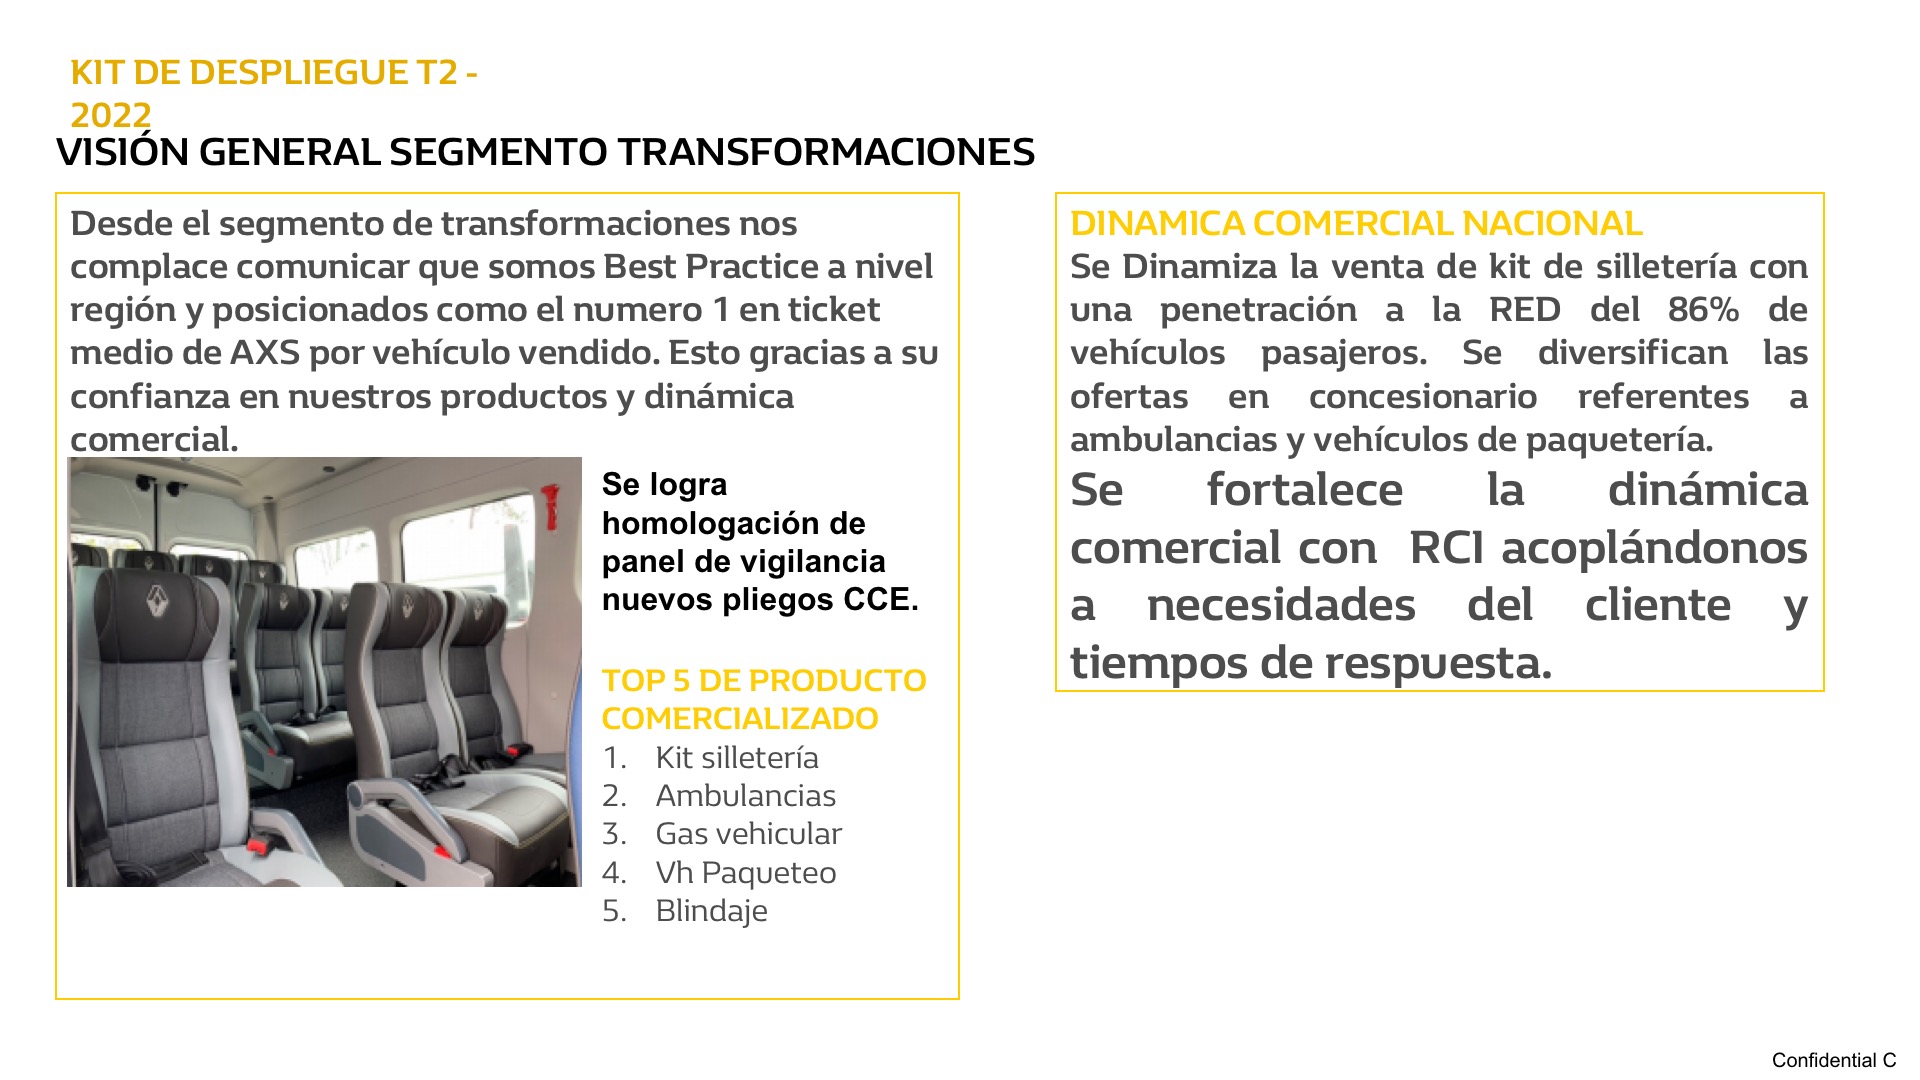 KIT DE DESPLIEGUE T2 -
2022
VISIÓN GENERAL SEGMENTO TRANSFORMACIONES
Desde el segmento de transformaciones nos
complace comunicar que somos Best Practice a nivel
región y posicionados como el numero 1 en ticket
medio de AXS por vehículo vendido. Esto gracias a su
confianza en nuestros productos y dinámica
comercial.
Se logra
homologación de
panel de vigilancia
nuevos pliegos CCE.
TOP 5 DE PRODUCTO
COMERCIALIZADO
1. Kit silletería
2. Ambulancias
3. Gas vehicular
4. Vh Paqueteo
5. Blindaje
DINAMICA COMERCIAL NACIONAL
Se Dinamiza la venta de kit de silletería con
una penetración a la RED del 86% de
vehículos pasajeros. Se diversifican las
ofertas en concesionario referentes a
ambulancias y vehículos de paquetería.
Se fortalece la dinámica
comercial con RCI acoplándonos
a necesidades del cliente y
tiempos de respuesta.
Confidential C